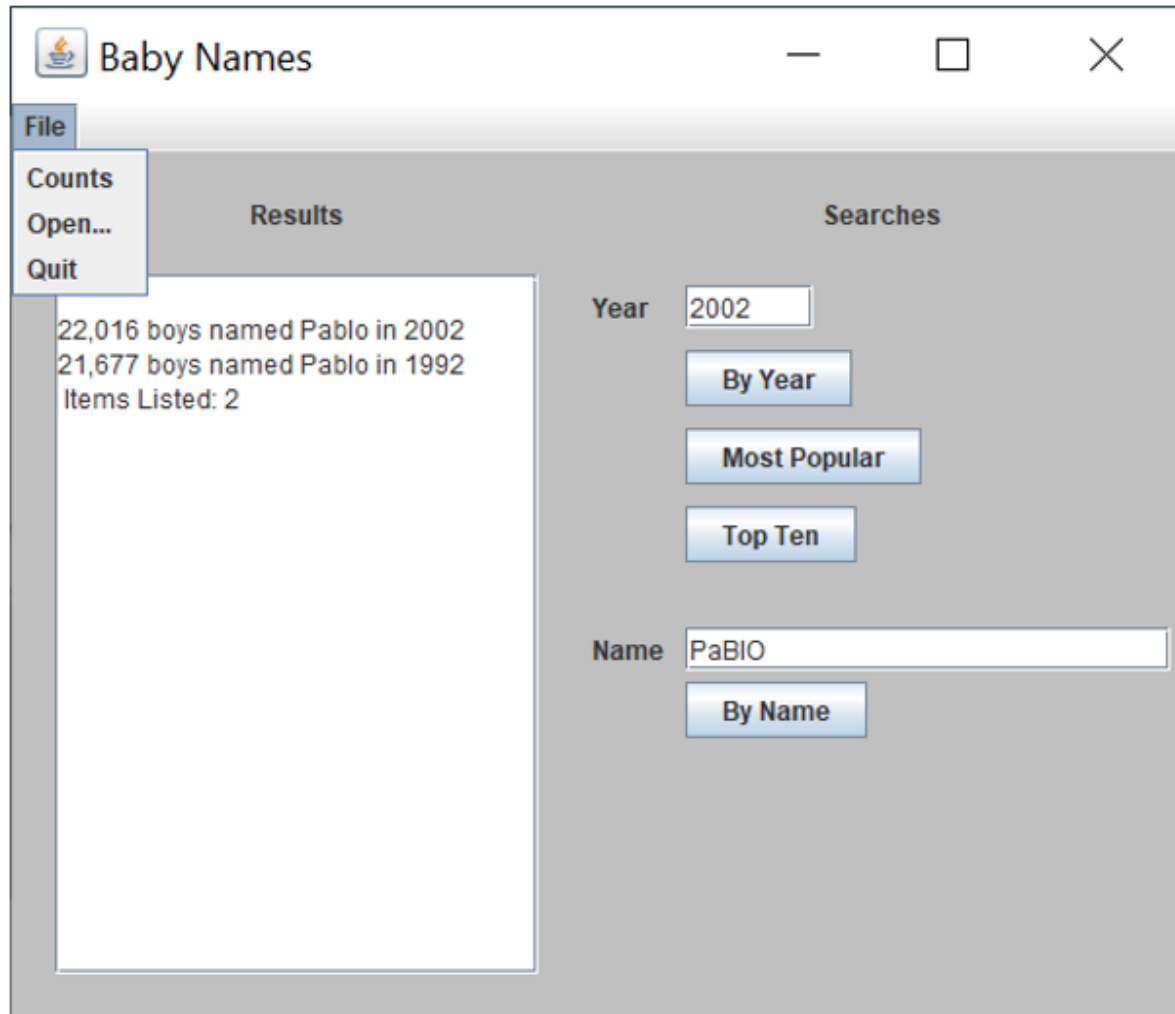 Baby Names
File
Counts
Open...
Quit
Results
22,016 boys named Pablo in 2002
21,677 boys named Pablo in 1992
Items Listed: 2
Searches
Year 2002
By Year
Most Popular
Top Ten
Name PaBlO
By Name